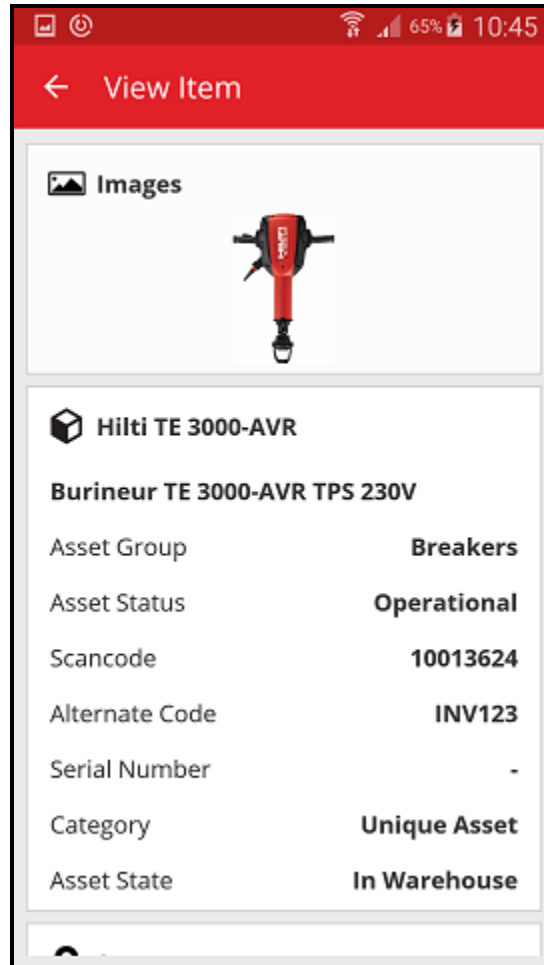 65% 10:45
View Item
Images
HILTI
Hilti TE 3000-AVR
Burineur TE 3000-AVR TPS 230V
Asset Group Breakers
Asset Status Operational
Scancode 10013624
Alternate Code INV123
Serial Number -
Category Unique Asset
Asset State In Warehouse